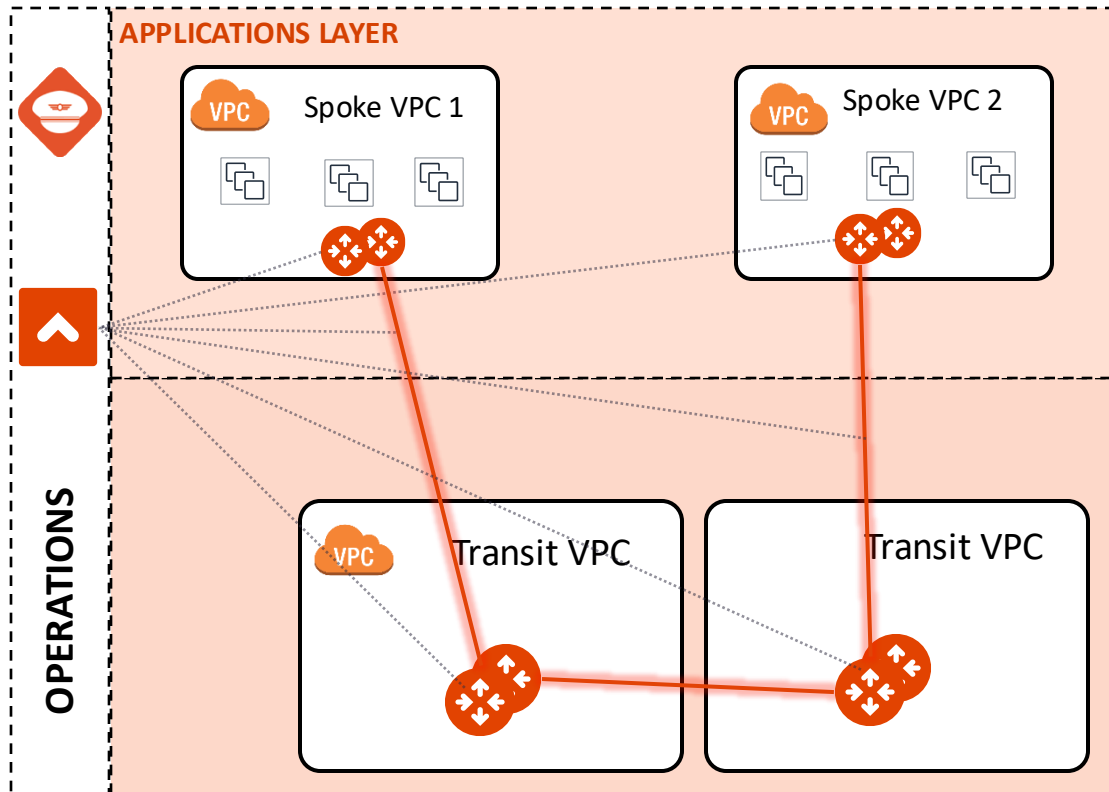 APPLICATIONS LAYER
VPC
Spoke VPC 1
VPC
Spoke VPC 2
OPERATIONS
VPC
Transit VPC
Transit VPC